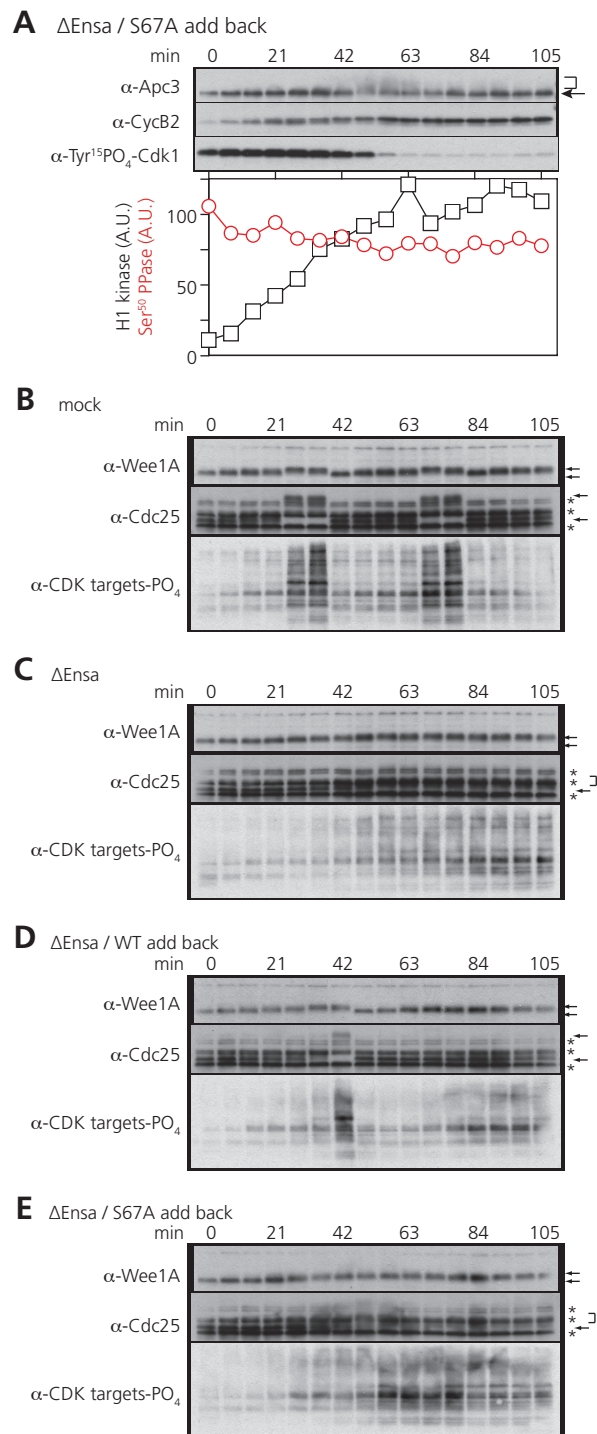 A ΔEnsa / S67A add back
min 0 21 42 63 84 105
α-Apc3
α-CycB2
α-Tyr¹⁵PO₄-Cdk1
H1 kinase (A.U.)
Ser⁵⁰ PPase (A.U.)
100
50
0
B mock
min 0 21 42 63 84 105
α-Wee1A
α-Cdc25
*
*
*
α-CDK targets-PO₄
C ΔEnsa
min 0 21 42 63 84 105
α-Wee1A
α-Cdc25
*
*
*
α-CDK targets-PO₄
D ΔEnsa / WT add back
min 0 21 42 63 84 105
α-Wee1A
α-Cdc25
*
*
*
α-CDK targets-PO₄
E ΔEnsa / S67A add back
min 0 21 42 63 84 105
α-Wee1A
α-Cdc25
*
*
*
α-CDK targets-PO₄